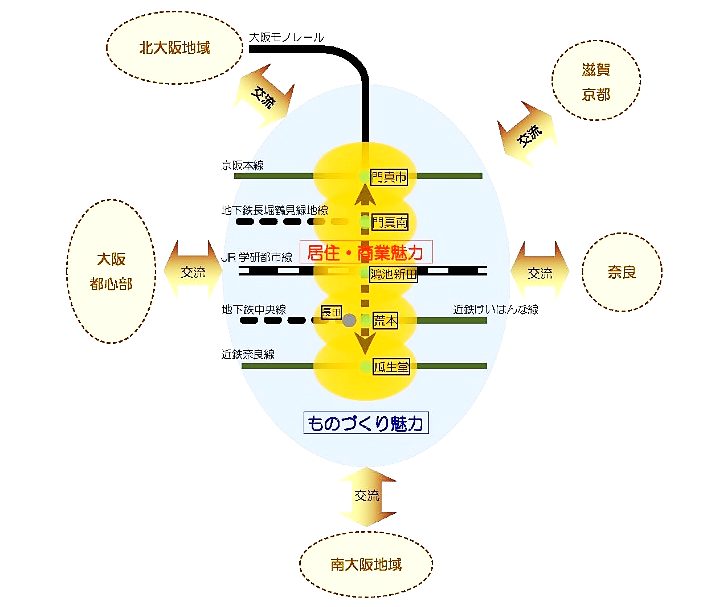 北大阪地域
大阪モノレール
滋賀
京都
交流
交流
京阪本線
門真市
地下鉄長堀鶴見緑地線
門真南
大阪
都心部
居住・商業魅力
JR学研都市線
交流
鴻池新田
交流
奈良
地下鉄中央線
長田
荒本
近鉄けいはんな線
近鉄奈良線
瓜生堂
ものづくり魅力
交流
南大阪地域